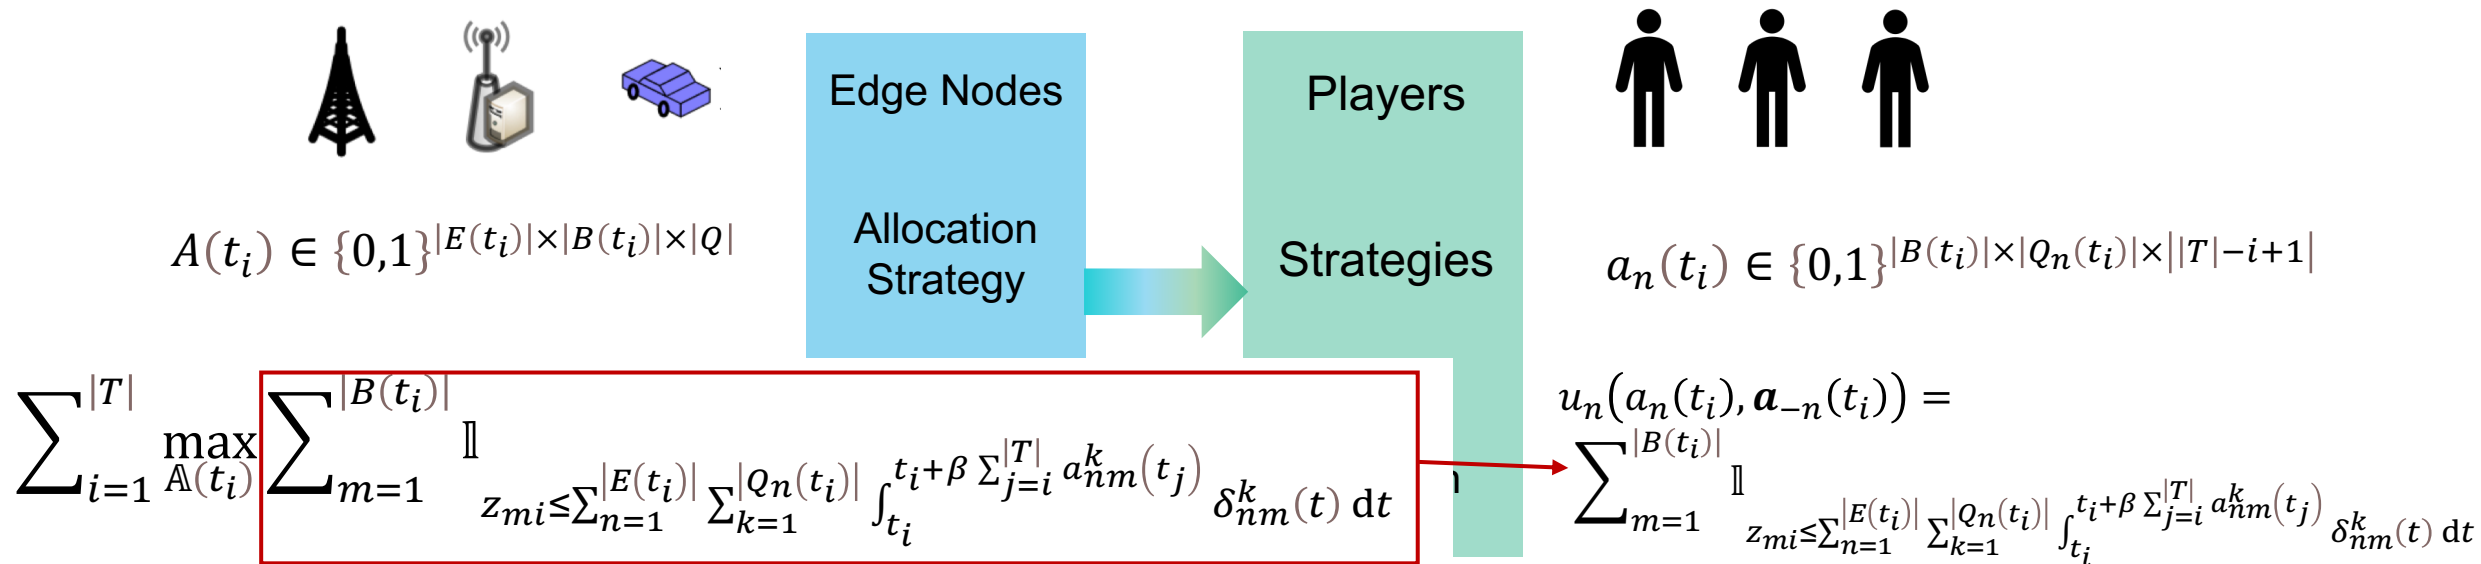 Edge Nodes
Players
Allocation
Strategy
Strategies
A(t_i) ∈ {0,1}^{|E(t_i)|×|B(t_i)|×|Q|}
a_n(t_i) ∈ {0,1}^{|B(t_i)|×|Q_n(t_i)|×||T|−i+1|}
∑_{i=1}^{|T|} max_{𝔸(t_i)} ∑_{m=1}^{|B(t_i)|} 𝕀_{z_{mi}≤∑_{n=1}^{|E(t_i)|} ∑_{k=1}^{|Q_n(t_i)|} ∫_{t_i}^{t_i+β ∑_{j=i}^{|T|} a_{nm}^k(t_j)} δ_{nm}^k(t) dt}
u_n(a_n(t_i), 𝒂_{−n}(t_i)) =
∑_{m=1}^{|B(t_i)|} 𝕀_{z_{mi}≤∑_{n=1}^{|E(t_i)|} ∑_{k=1}^{|Q_n(t_i)|} ∫_{t_i}^{t_i+β ∑_{j=i}^{|T|} a_{nm}^k(t_j)} δ_{nm}^k(t) dt}